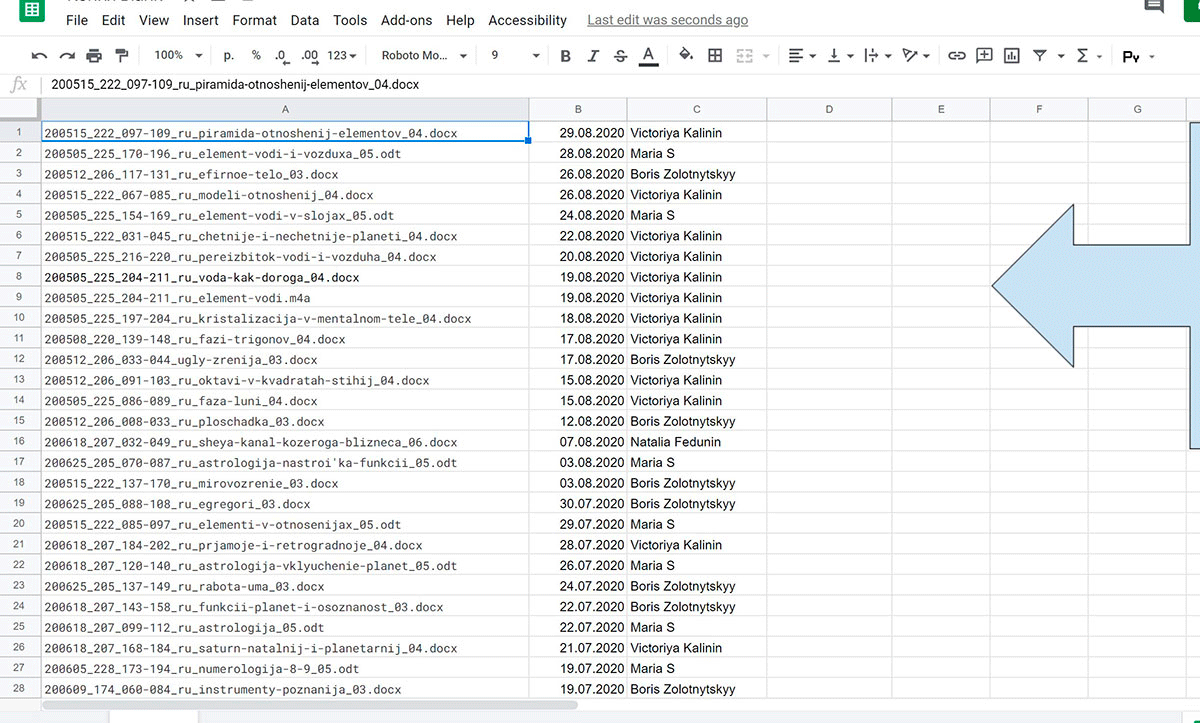 File Edit View Insert Format Data Tools Add-ons Help Accessibility Last edit was seconds ago
100% р. % .0 .00 123 Roboto Mo... 9 B I S A Σ Pу
fx 200515_222_097-109_ru_piramida-otnoshenij-elementov_04.docx
A B C D E F G
1 200515_222_097-109_ru_piramida-otnoshenij-elementov_04.docx 29.08.2020 Victoriya Kalinin
2 200505_225_170-196_ru_element-vodi-i-vozduxa_05.odt 28.08.2020 Maria S
3 200512_206_117-131_ru_efirnoe-telo_03.docx 26.08.2020 Boris Zolotnytskyy
4 200515_222_067-085_ru_modeli-otnoshenij_04.docx 26.08.2020 Victoriya Kalinin
5 200505_225_154-169_ru_element-vodi-v-slojax_05.odt 24.08.2020 Maria S
6 200515_222_031-045_ru_chetnije-i-nechetnije-planeti_04.docx 22.08.2020 Victoriya Kalinin
7 200505_225_216-220_ru_pereizbitok-vodi-i-vozduha_04.docx 20.08.2020 Victoriya Kalinin
8 200505_225_204-211_ru_voda-kak-doroga_04.docx 19.08.2020 Victoriya Kalinin
9 200505_225_204-211_ru_element-vodi.m4a 19.08.2020 Victoriya Kalinin
10 200505_225_197-204_ru_kristalizacija-v-mentalnom-tele_04.docx 18.08.2020 Victoriya Kalinin
11 200508_220_139-148_ru_fazi-trigonov_04.docx 17.08.2020 Victoriya Kalinin
12 200512_206_033-044_ugly-zrenija_03.docx 17.08.2020 Boris Zolotnytskyy
13 200512_206_091-103_ru_oktavi-v-kvadratah-stihij_04.docx 15.08.2020 Victoriya Kalinin
14 200505_225_086-089_ru_faza-luni_04.docx 15.08.2020 Victoriya Kalinin
15 200512_206_008-033_ru_ploschadka_03.docx 12.08.2020 Boris Zolotnytskyy
16 200618_207_032-049_ru_sheya-kanal-kozeroga-blizneca_06.docx 07.08.2020 Natalia Fedunin
17 200625_205_070-087_ru_astrologija-nastroi'ka-funkcii_05.odt 03.08.2020 Maria S
18 200515_222_137-170_ru_mirovozrenie_03.docx 03.08.2020 Boris Zolotnytskyy
19 200625_205_088-108_ru_egregori_03.docx 30.07.2020 Boris Zolotnytskyy
20 200515_222_085-097_ru_elementi-v-otnosenijax_05.odt 29.07.2020 Maria S
21 200618_207_184-202_ru_prjamoje-i-retrogradnoje_04.docx 28.07.2020 Victoriya Kalinin
22 200618_207_120-140_ru_astrologija-vklyuchenie-planet_05.odt 26.07.2020 Maria S
23 200625_205_137-149_ru_rabota-uma_03.docx 24.07.2020 Boris Zolotnytskyy
24 200618_207_143-158_ru_funkcii-planet-i-osoznanost_03.docx 22.07.2020 Boris Zolotnytskyy
25 200618_207_099-112_ru_astrologija_05.odt 22.07.2020 Maria S
26 200618_207_168-184_ru_saturn-natalnij-i-planetarnij_04.docx 21.07.2020 Victoriya Kalinin
27 200605_228_173-194_ru_numerologija-8-9_05.odt 19.07.2020 Maria S
28 200609_174_060-084_ru_instrumenty-poznanija_03.docx 19.07.2020 Boris Zolotnytskyy